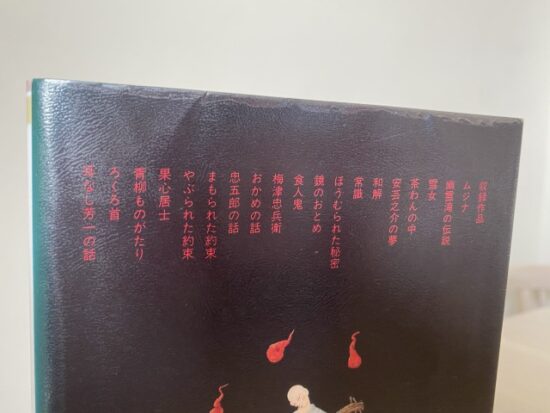 収録作品
ムジナ
幽霊滝の伝説
雪女
茶わんの中
安芸之介の夢
和解
常識
ほうむられた秘密
鏡のおとめ
食人鬼
梅津忠兵衛
おかめの話
忠五郎の話
まもられた約束
やぶられた約束
果心居士
青柳ものがたり
ろくろ首
耳なし芳一の話